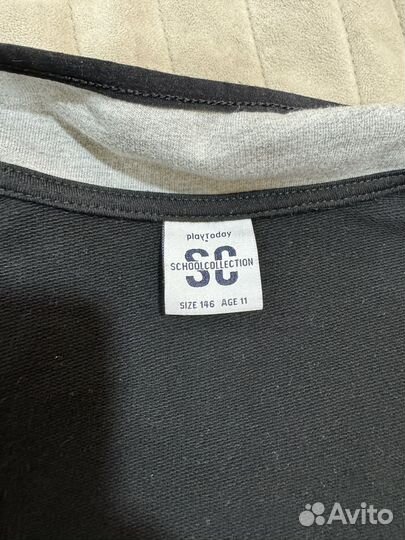 playToday
SC
SCHOOLCOLLECTION
SIZE 146 AGE 11
Avito